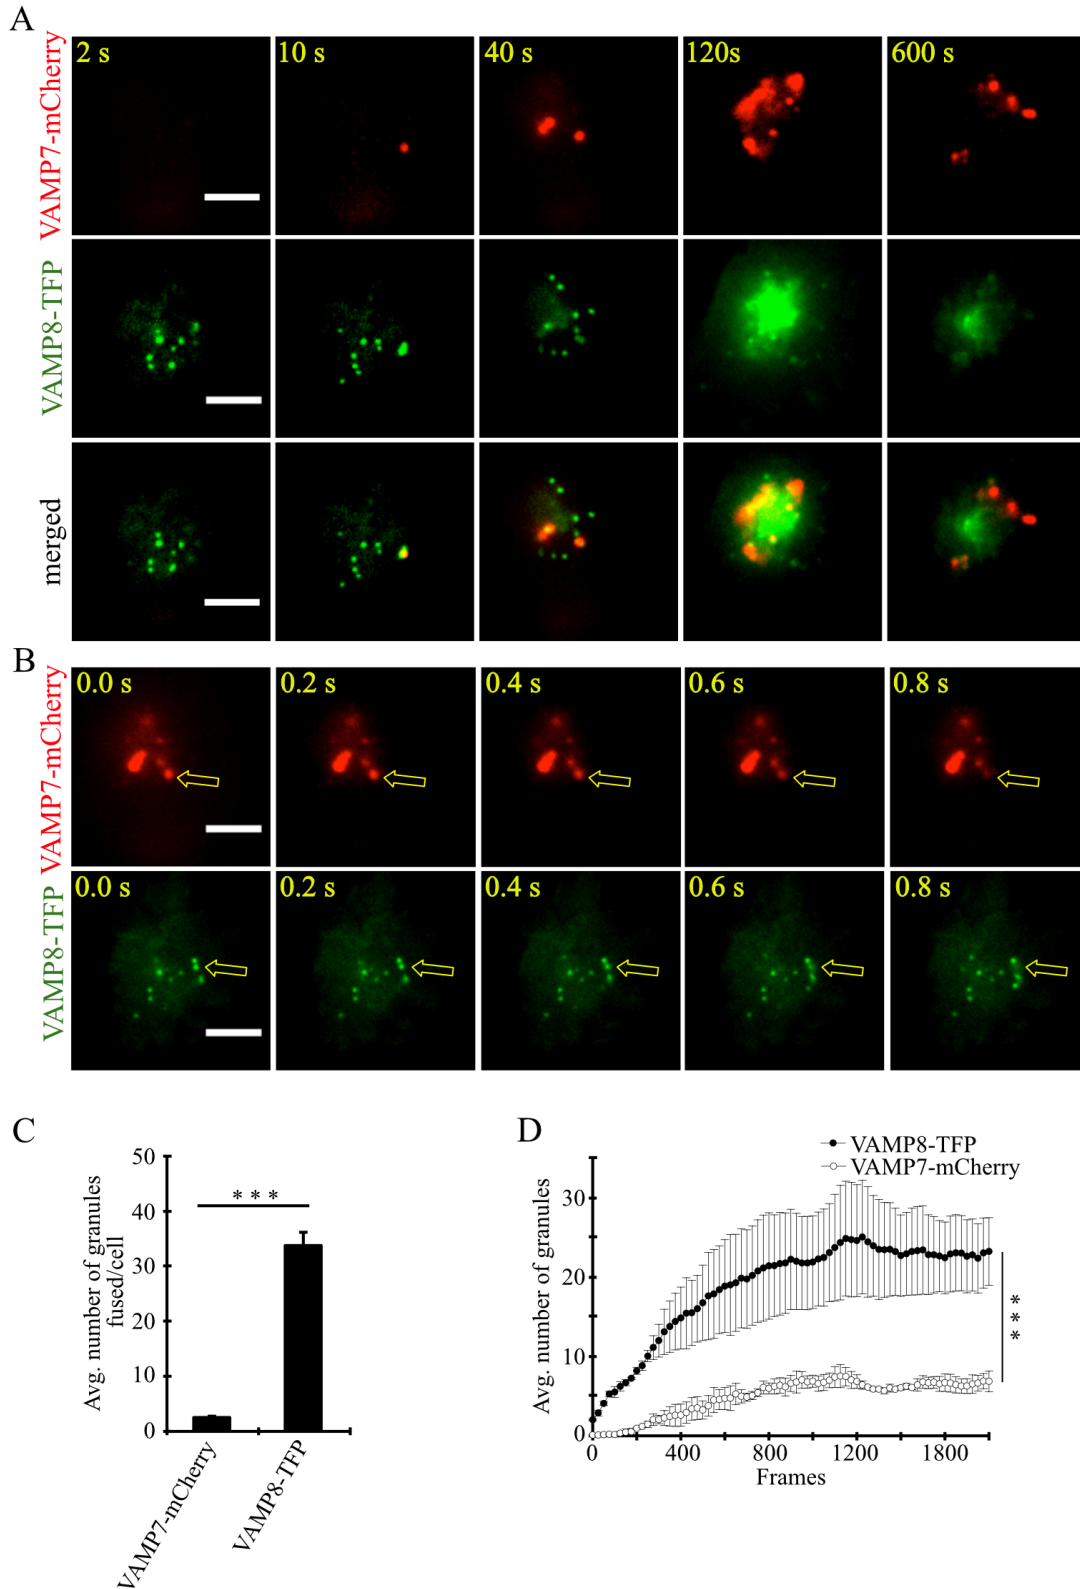 A
VAMP7-mCherry
2 s
10 s
40 s
120s
600 s
VAMP8-TFP
merged
B
VAMP7-mCherry
0.0 s
0.2 s
0.4 s
0.6 s
0.8 s
VAMP8-TFP
0.0 s
0.2 s
0.4 s
0.6 s
0.8 s
C
Avg. number of granules
fused/cell
50
40
30
20
10
0
***
VAMP7-mCherry
VAMP8-TFP
D
VAMP8-TFP
VAMP7-mCherry
Avg. number of granules
30
20
10
0
***
0
400
800
1200
1800
Frames